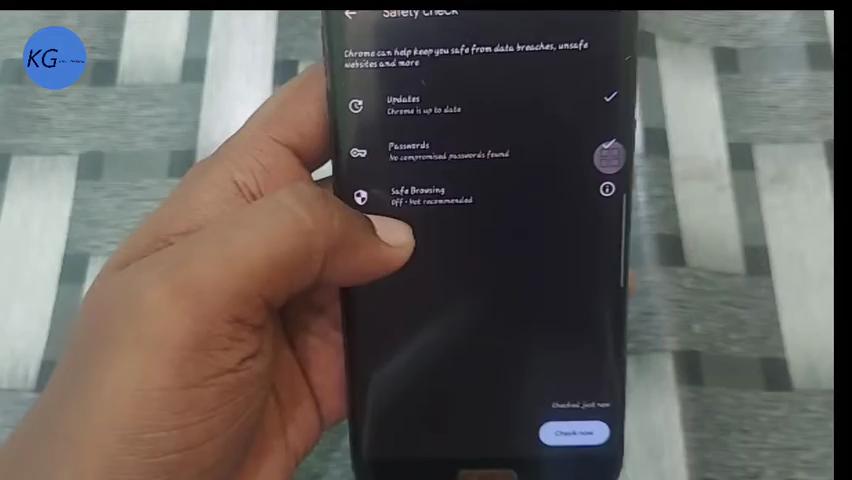 KG
Safety check
Chrome can help keep you safe from data breaches, unsafe
websites and more
Updates
Chrome is up to date
Passwords
No compromised passwords found
Safe Browsing
Off • Not recommended
Checked just now
Check now